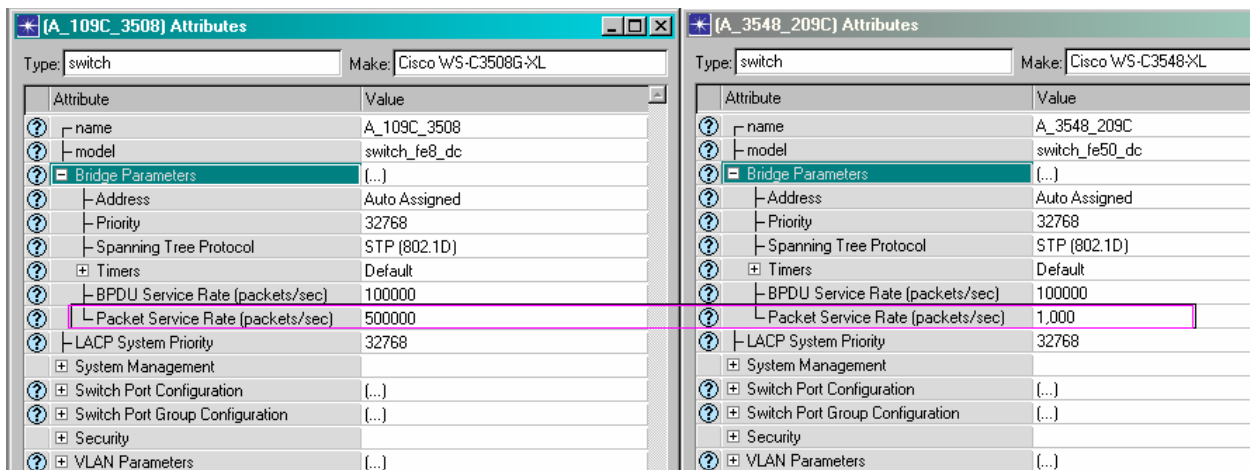 (A_109C_3508) Attributes
Type: switch Make: Cisco WS-C3508G-XL
Attribute Value
name A_109C_3508
model switch_fe8_dc
Bridge Parameters (...)
Address Auto Assigned
Priority 32768
Spanning Tree Protocol STP (802.1D)
Timers Default
BPDU Service Rate (packets/sec) 100000
Packet Service Rate (packets/sec) 500000
LACP System Priority 32768
System Management
Switch Port Configuration (...)
Switch Port Group Configuration (...)
Security
VLAN Parameters (...)
(A_3548_209C) Attributes
Type: switch Make: Cisco WS-C3548-XL
Attribute Value
name A_3548_209C
model switch_fe50_dc
Bridge Parameters (...)
Address Auto Assigned
Priority 32768
Spanning Tree Protocol STP (802.1D)
Timers Default
BPDU Service Rate (packets/sec) 100000
Packet Service Rate (packets/sec) 1,000
LACP System Priority 32768
System Management
Switch Port Configuration (...)
Switch Port Group Configuration (...)
Security
VLAN Parameters (...)